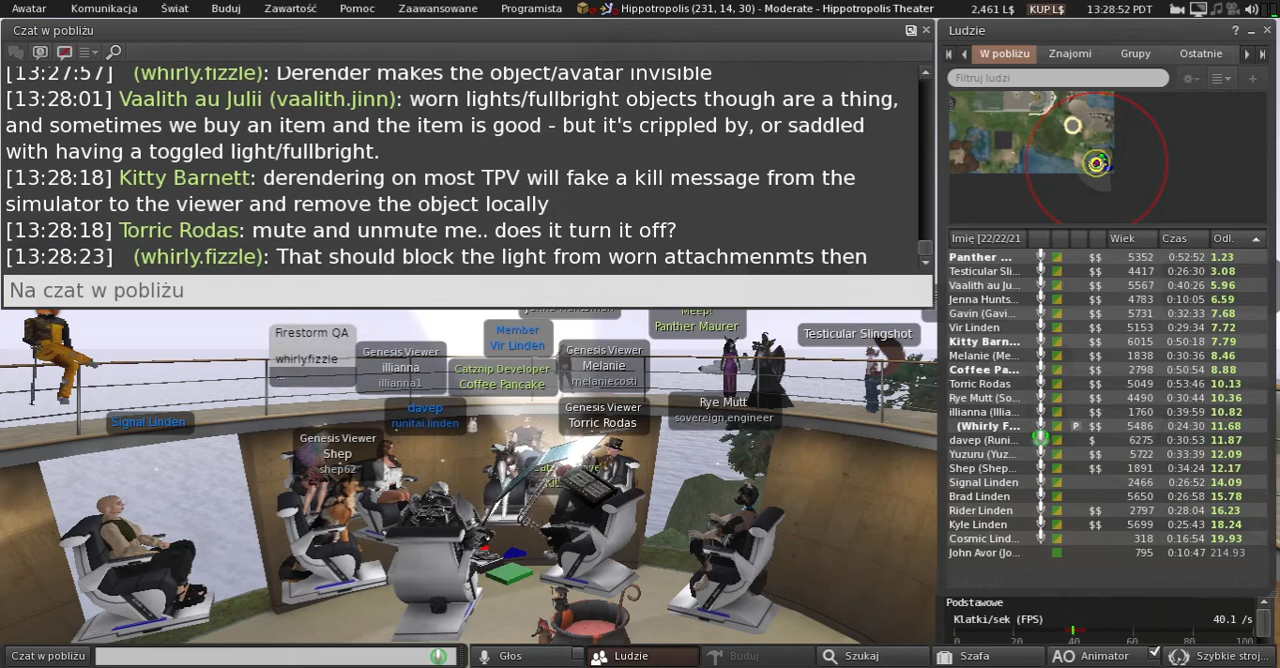 Awatar Komunikacja Świat Buduj Zawartość Pomoc Zaawansowane Programista Hippotropolis (231, 14, 30) - Moderate - Hippotropolis Theater 2,461 L$ KUP L$ 13:28:52 PDT
Czat w pobliżu
[13:27:57] (whirly.fizzle): Derender makes the object/avatar invisible
[13:28:01] Vaalith au Julii (vaalith.jinn): worn lights/fullbright objects though are a thing,
and sometimes we buy an item and the item is good - but it's crippled by, or saddled
with having a toggled light/fullbright.
[13:28:18] Kitty Barnett: derendering on most TPV will fake a kill message from the
simulator to the viewer and remove the object locally
[13:28:18] Torric Rodas: mute and unmute me.. does it turn it off?
[13:28:23] (whirly.fizzle): That should block the light from worn attachmenmts then
Na czat w pobliżu
Meep!
Panther Maurer
Testicular Slingshot
Member
Vir Linden
Firestorm QA
whirly.fizzle
...
Genesis Viewer
illianna
illianna1
Catznip Developer
Coffee Pancake
Genesis Viewer
Melanie
melaniecosti
Rye Mutt
sovereign.engineer
Signal Linden
davep
runitai.linden
Genesis Viewer
Torric Rodas
Genesis Viewer
Shep
shep62
Ludzie
W pobliżu Znajomi Grupy Ostatnie
Filtruj ludzi
Imię [22/22/21 Wiek Czas Odl.
Panther ... $$ 5352 0:52:52 1.23
Testicular Sli... $$ 4417 0:26:30 3.08
Vaalith au Ju... $$ 5567 0:40:26 5.96
Jenna Hunts... $$ 4783 0:10:05 6.59
Gavin (Gavi... $$ 5731 0:32:33 7.68
Vir Linden $$ 5153 0:29:34 7.72
Kitty Barn... $$ 6015 0:50:18 7.79
Melanie (Me... $$ 1838 0:30:36 8.46
Coffee Pa... $$ 2798 0:50:54 8.88
Torric Rodas $$ 5049 0:53:46 10.13
Rye Mutt (So... $$ 4490 0:30:44 10.36
illianna (Illia... $$ 1760 0:39:59 10.82
(Whirly F... P $$ 5486 0:24:30 11.68
davep (Runi... $ 6275 0:30:53 11.87
Yuzuru (Yuz... $$ 5722 0:33:39 12.09
Shep (Shep... $$ 1891 0:34:24 12.17
Signal Linden 2466 0:26:52 14.09
Brad Linden 5650 0:26:58 15.78
Rider Linden $$ 2797 0:28:04 16.23
Kyle Linden $$ 5699 0:25:43 18.24
Cosmic Lind... 318 0:16:54 19.93
John Avor (Jo... 795 0:10:47 214.93
Podstawowe
Klatki/sek (FPS) 40.1 /s
0 20 40 60 80 100
Czat w pobliżu Głos Ludzie Buduj Szukaj Szafa AO Animator Szybkie stroj...